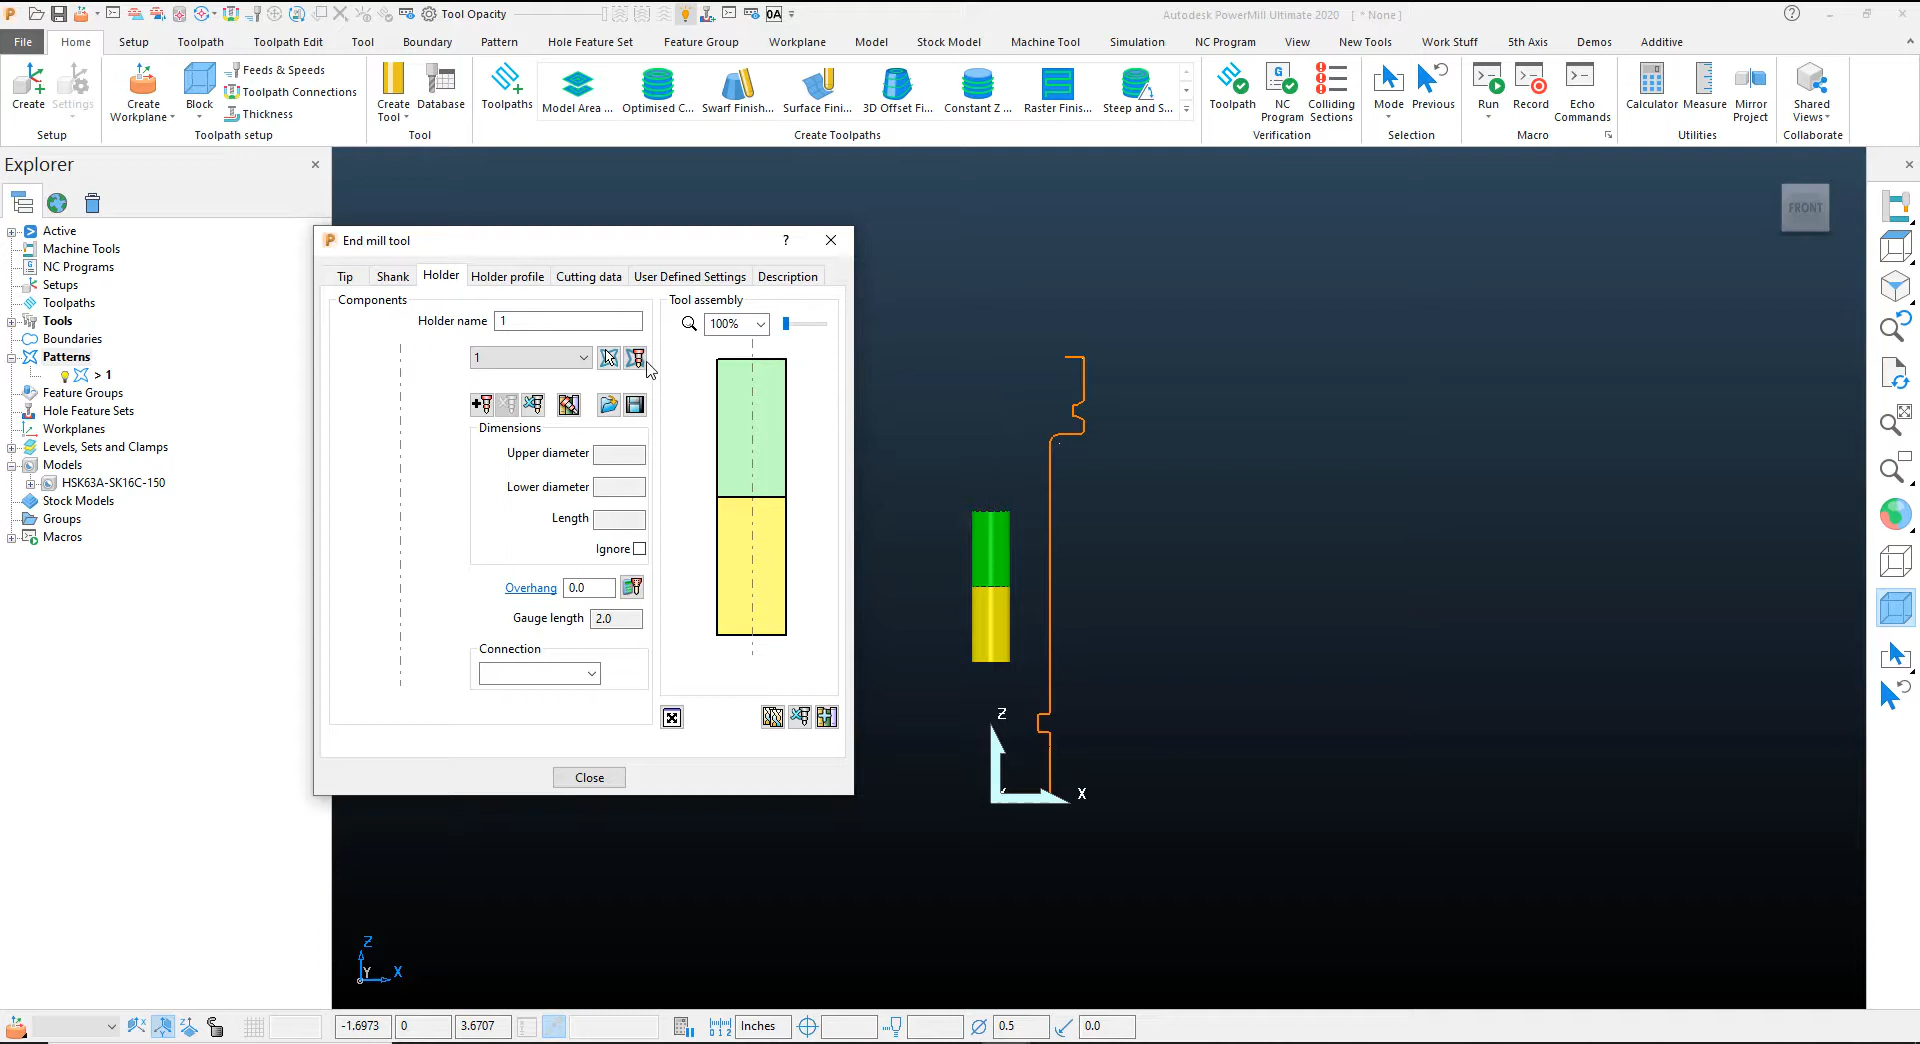 Tool Opacity
Autodesk PowerMill Ultimate 2020 [ * None ]
File Home Setup Toolpath Toolpath Edit Tool Boundary Pattern Hole Feature Set Feature Group Workplane Model Stock Model Machine Tool Simulation NC Program View New Tools Work Stuff 5th Axis Demos Additive
Create
Settings
Setup
Create Workplane
Block
Feeds & Speeds
Toolpath Connections
Thickness
Toolpath setup
Create Tool
Database
Tool
Toolpaths
Model Area ...
Optimised C...
Swarf Finish...
Surface Fini...
3D Offset Fi...
Constant Z ...
Raster Finis...
Steep and S...
Create Toolpaths
Toolpath
NC Program
Colliding Sections
Verification
Mode
Previous
Selection
Run
Record
Echo Commands
Macro
Calculator
Measure
Mirror Project
Utilities
Shared Views
Collaborate
Explorer
Active
Machine Tools
NC Programs
Setups
Toolpaths
Tools
Boundaries
Patterns
> 1
Feature Groups
Hole Feature Sets
Workplanes
Levels, Sets and Clamps
Models
HSK63A-SK16C-150
Stock Models
Groups
Macros
End mill tool
Tip Shank Holder Holder profile Cutting data User Defined Settings Description
Components
Holder name 1
1
Dimensions
Upper diameter
Lower diameter
Length
Ignore
Overhang 0.0
Gauge length 2.0
Connection
Tool assembly
100%
Close
FRONT
Z
X
Z
Y
X
-1.6973 0 3.6707 Inches 0.5 0.0